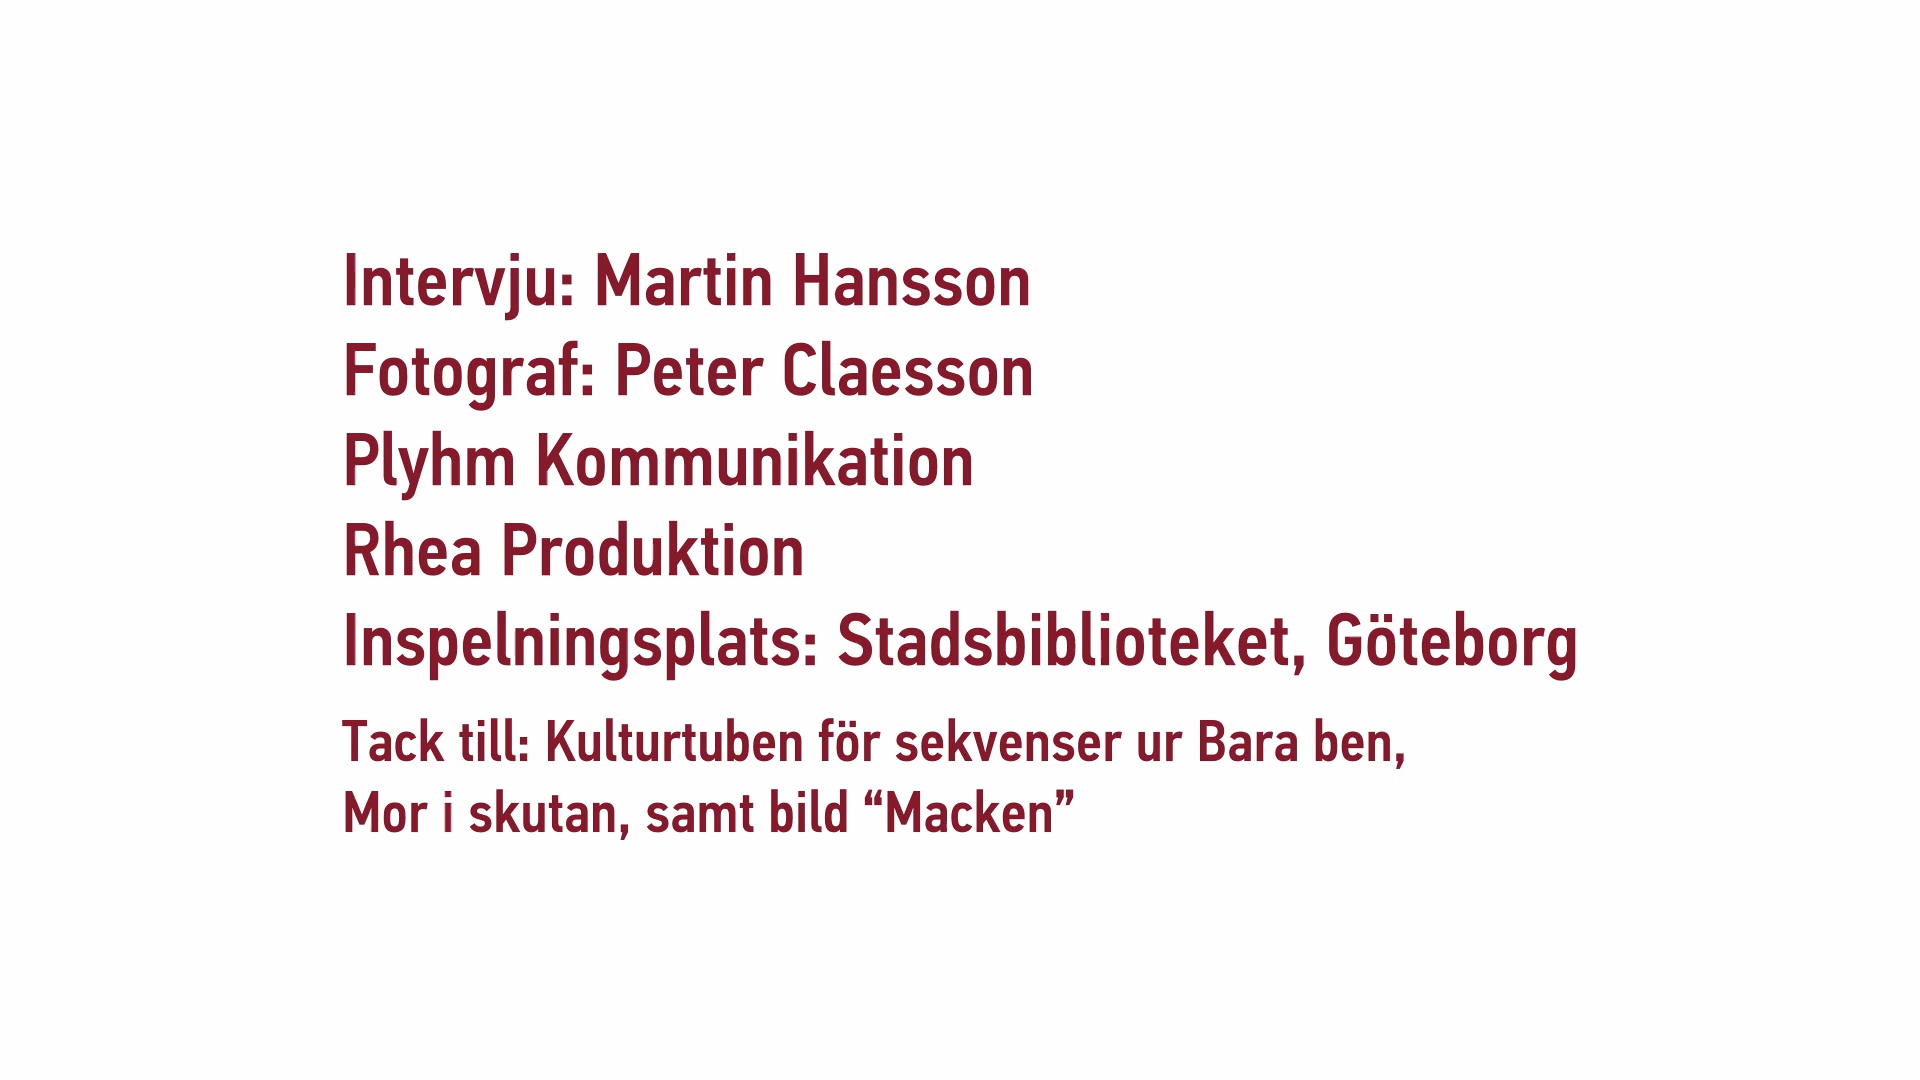 Intervju: Martin Hansson
Fotograf: Peter Claesson
Plyhm Kommunikation
Rhea Produktion
Inspelningsplats: Stadsbiblioteket, Göteborg
Tack till: Kulturtuben för sekvenser ur Bara ben,
Mor i skutan, samt bild “Macken”